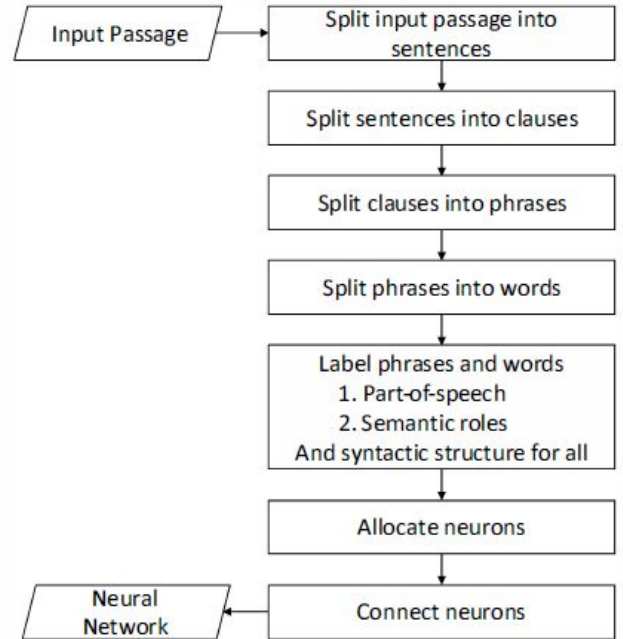 Input Passage
Split input passage into
sentences
Split sentences into clauses
Split clauses into phrases
Split phrases into words
Label phrases and words
1. Part-of-speech
2. Semantic roles
And syntactic structure for all
Allocate neurons
Connect neurons
Neural
Network